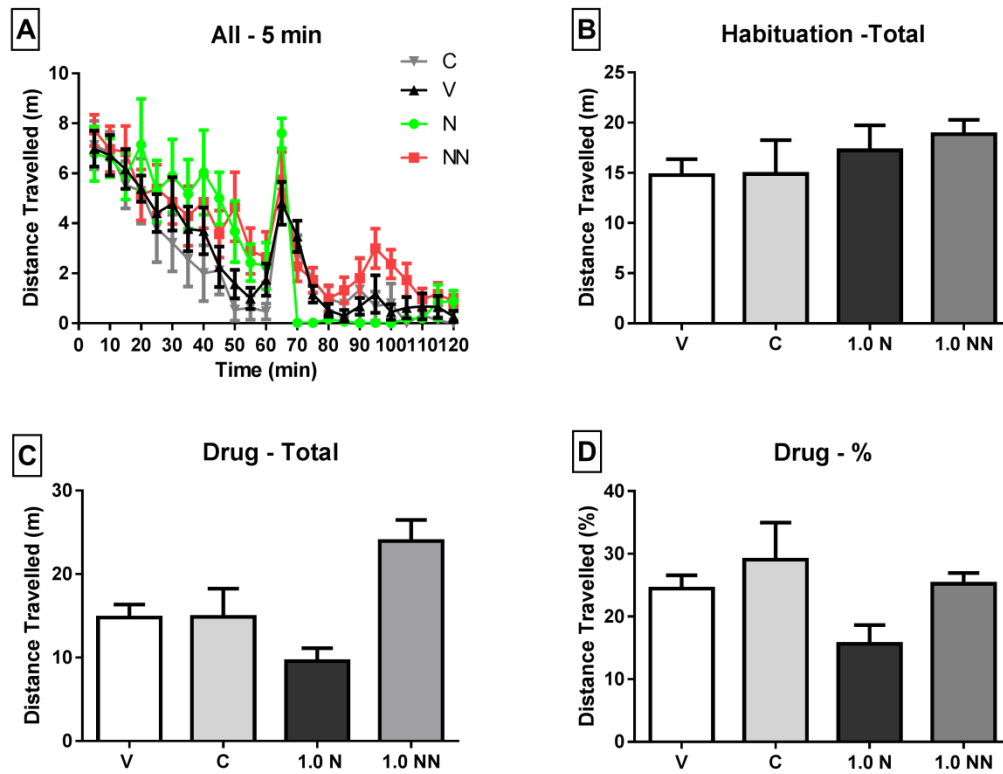 A
All - 5 min
C
V
N
NN
Distance Travelled (m)
10
8
6
4
2
0
0 10 20 30 40 50 60 70 80 90 100 110 120
Time (min)
B
Habituation -Total
Distance Travelled (m)
25
20
15
10
5
0
V C 1.0 N 1.0 NN
C
Drug - Total
Distance Travelled (m)
30
20
10
0
V C 1.0 N 1.0 NN
D
Drug - %
Distance Travelled (%)
40
30
20
10
0
V C 1.0 N 1.0 NN